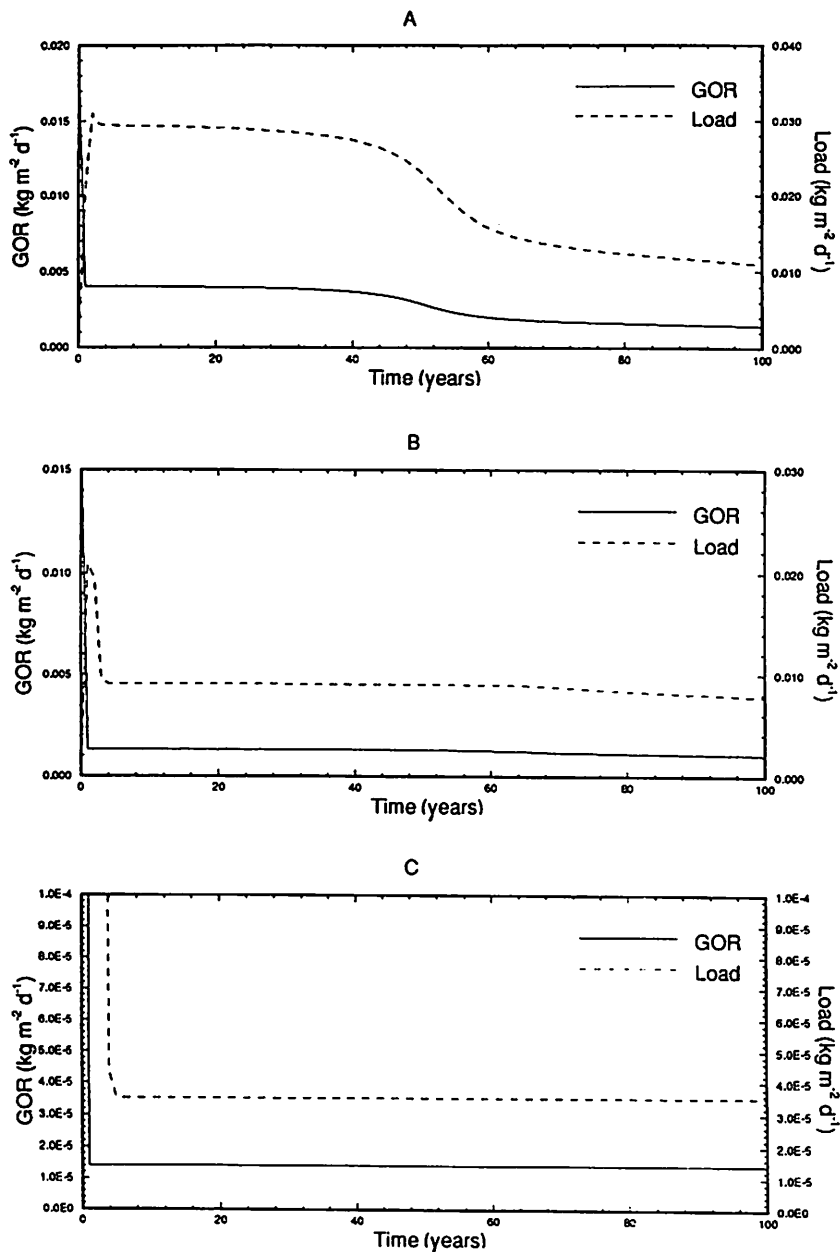 A
0.020
0.040
GOR
Load
0.015
0.030
GOR (kg m-2 d-1)
Load (kg m-2 d-1)
0.010
0.020
0.005
0.010
0.000
0.000
0 20 40 60 80 100
Time (years)
B
0.015
0.030
GOR
Load
0.010
0.020
GOR (kg m-2 d-1)
Load (kg m-2 d-1)
0.005
0.010
0.000
0.000
0 20 40 60 80 100
Time (years)
C
1.0E-4
1.0E-4
9.0E-5
9.0E-5
GOR
8.0E-5
8.0E-5
Load
7.0E-5
7.0E-5
6.0E-5
6.0E-5
GOR (kg m-2 d-1)
Load (kg m-2 d-1)
5.0E-5
5.0E-5
4.0E-5
4.0E-5
3.0E-5
3.0E-5
2.0E-5
2.0E-5
1.0E-5
1.0E-5
0.0E0
0.0E0
0 20 40 60 80 100
Time (years)